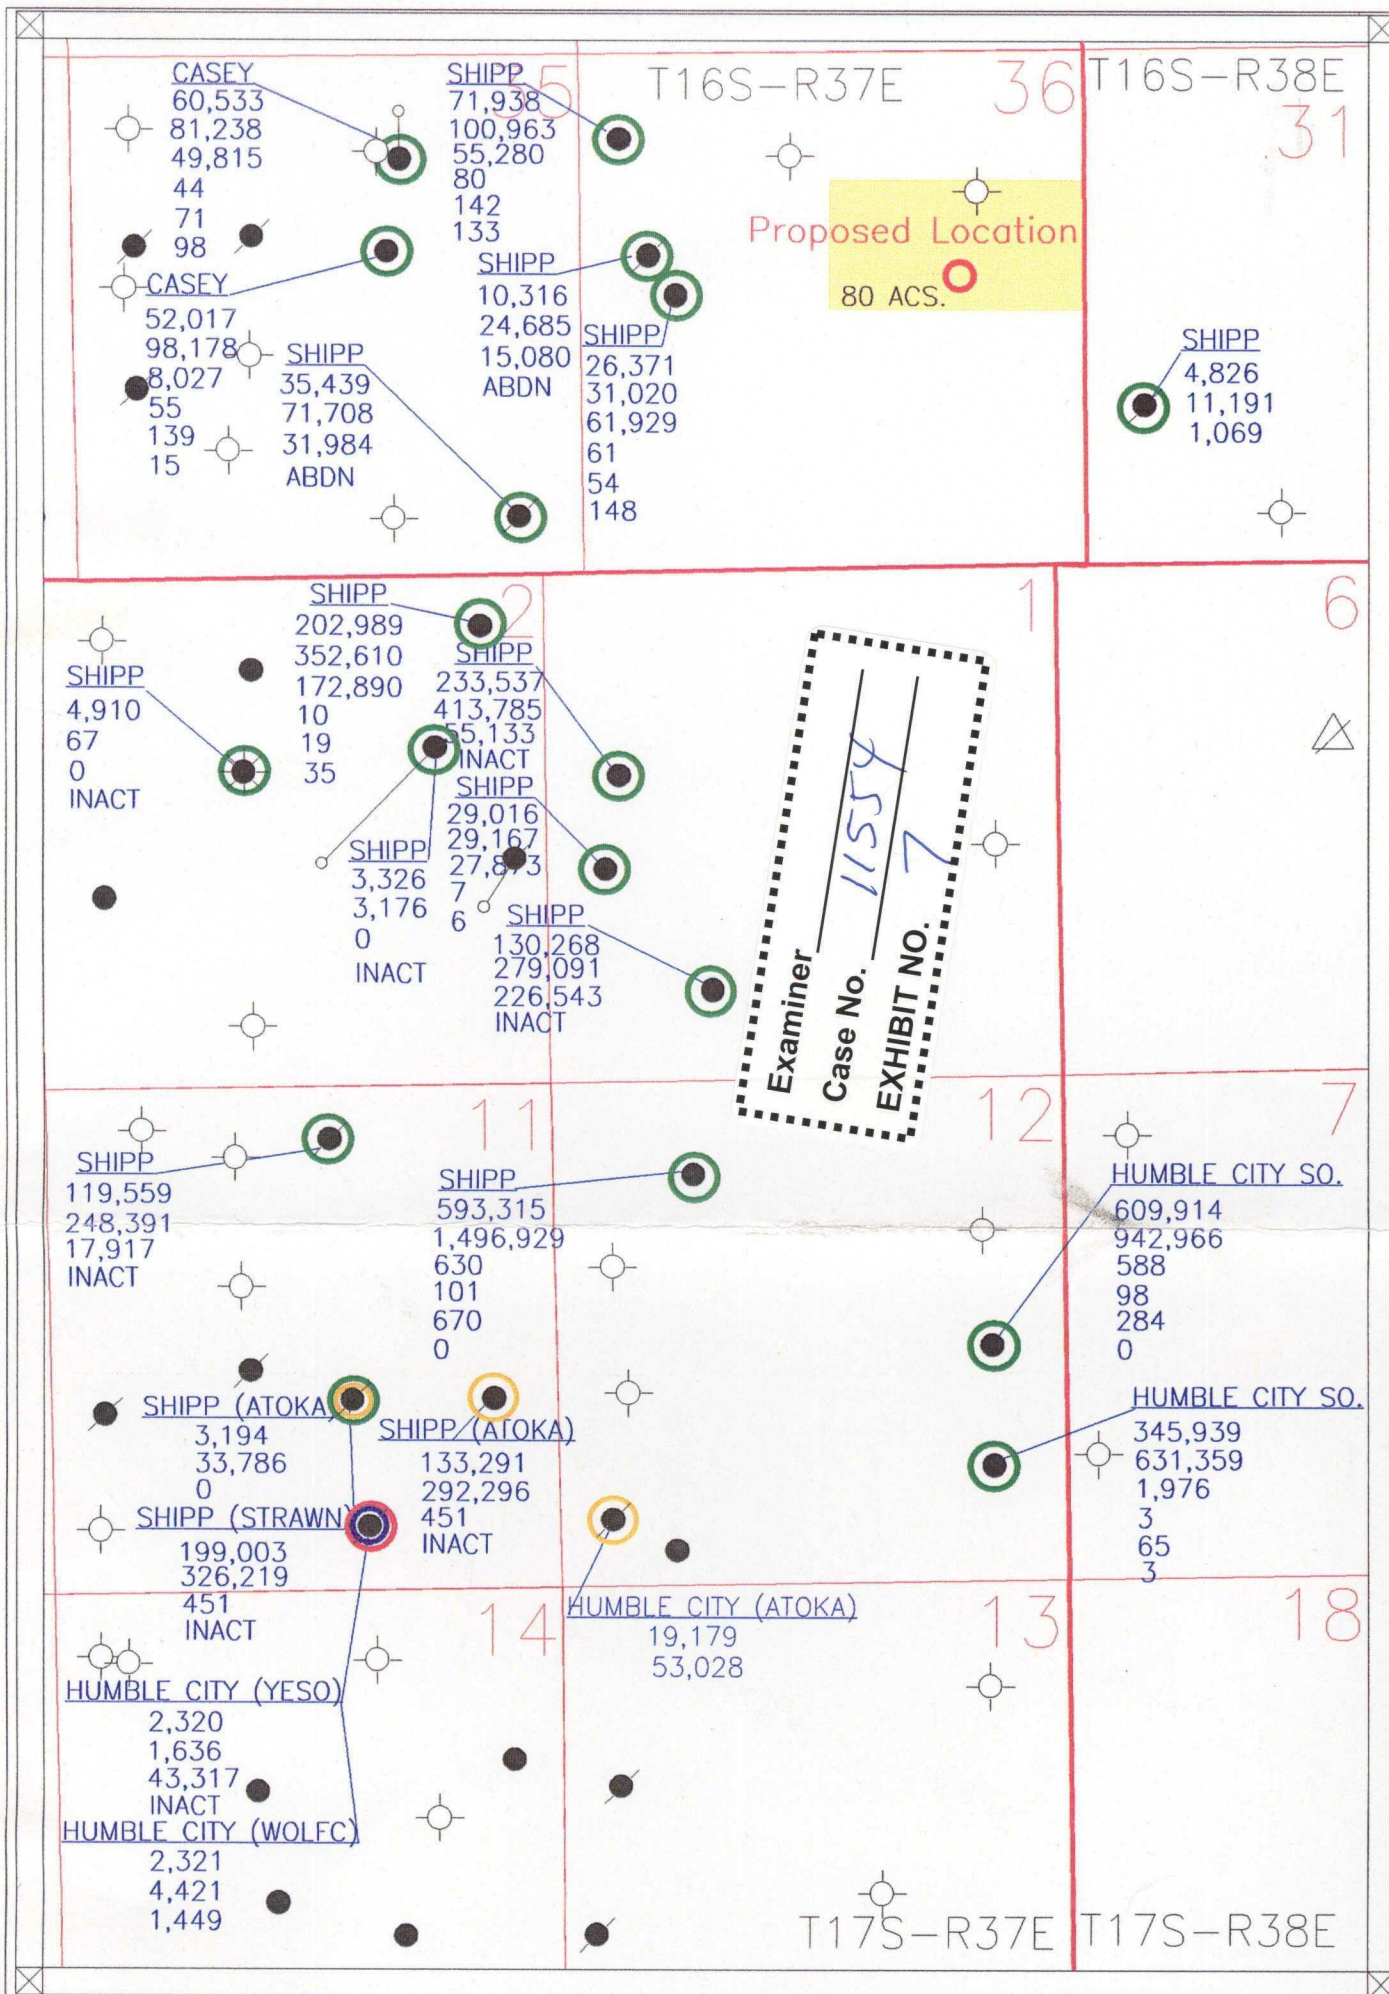 T16S-R37E
T16S-R38E
35
36
31
CASEY
60,533
81,238
49,815
44
71
98
SHIPP
71,938
100,963
55,280
80
142
133
Proposed Location
80 ACS.
CASEY
52,017
98,178
8,027
55
139
15
SHIPP
35,439
71,708
31,984
ABDN
SHIPP
10,316
24,685
15,080
ABDN
SHIPP
26,371
31,020
61,929
61
54
148
SHIPP
4,826
11,191
1,069
2
1
6
SHIPP
4,910
67
0
INACT
SHIPP
202,989
352,610
172,890
10
19
35
SHIPP
233,537
413,785
55,133
INACT
SHIPP
3,326
3,176
0
INACT
SHIPP
29,016
29,167
27,873
7
6
SHIPP
130,268
279,091
226,543
INACT
Examiner
Case No. 11554
EXHIBIT NO. 7
11
12
7
SHIPP
119,559
248,391
17,917
INACT
SHIPP
593,315
1,496,929
630
101
670
0
HUMBLE CITY SO.
609,914
942,966
588
98
284
0
HUMBLE CITY SO.
345,939
631,359
1,976
3
65
3
SHIPP (ATOKA)
3,194
33,786
0
SHIPP (ATOKA)
133,291
292,296
451
INACT
SHIPP (STRAWN)
199,003
326,219
451
INACT
14
13
18
HUMBLE CITY (ATOKA)
19,179
53,028
HUMBLE CITY (YESO)
2,320
1,636
43,317
INACT
HUMBLE CITY (WOLFC)
2,321
4,421
1,449
T17S-R37E
T17S-R38E